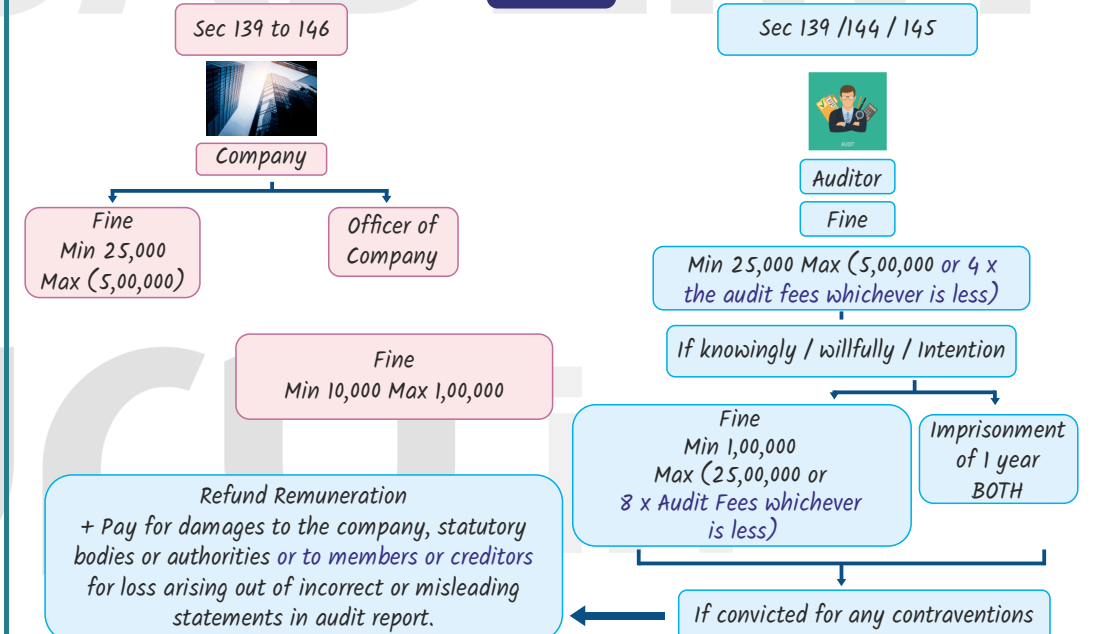 Sec 139 to 146
Company
Fine
Min 25,000
Max (5,00,000)
Officer of
Company
Fine
Min 10,000 Max 1,00,000
Sec 139 /144 / 145
AUDIT
Auditor
Fine
Min 25,000 Max (5,00,000 or 4 x
the audit fees whichever is less)
If knowingly / willfully / Intention
Fine
Min 1,00,000
Max (25,00,000 or
8 x Audit Fees whichever
is less)
Imprisonment
of 1 year
BOTH
If convicted for any contraventions
Refund Remuneration
+ Pay for damages to the company, statutory
bodies or authorities or to members or creditors
for loss arising out of incorrect or misleading
statements in audit report.